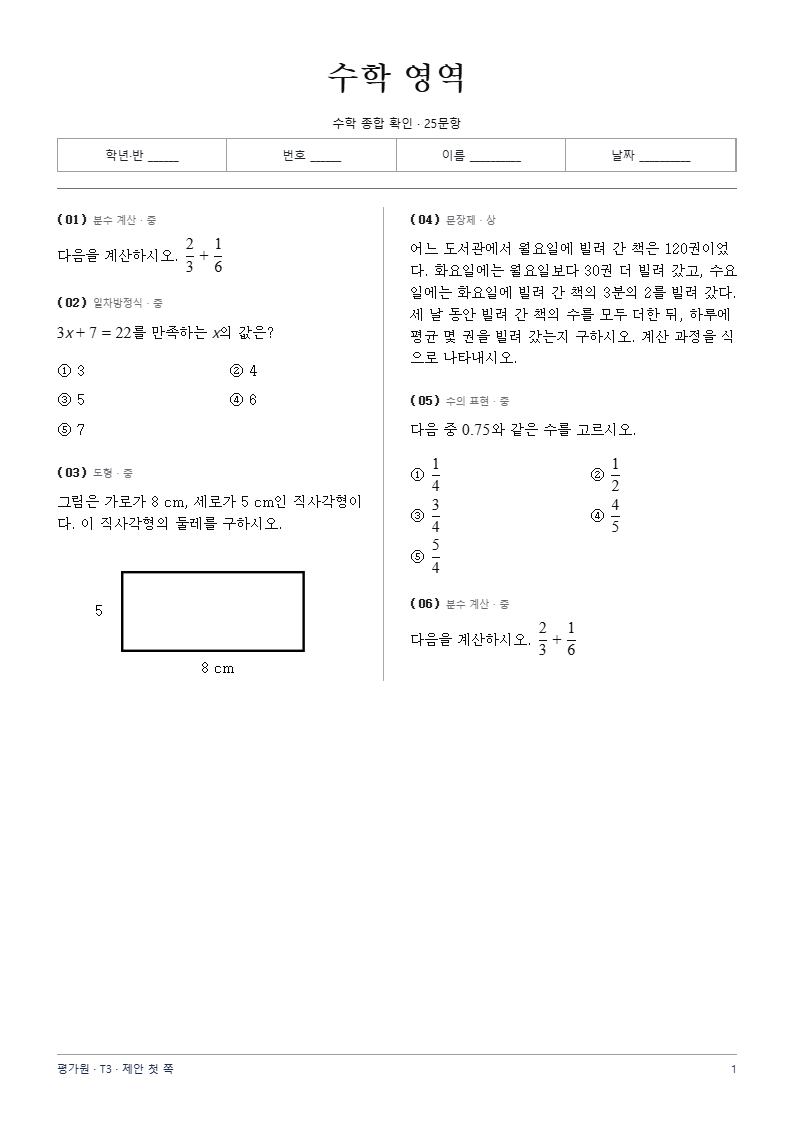 수학 영역
수학 종합 확인 · 25문항
학년·반 ______ 번호 ______ 이름 __________ 날짜 __________
(01) 분수 계산 · 중
다음을 계산하시오. 2/3 + 1/6
(02) 일차방정식 · 중
3x + 7 = 22를 만족하는 x의 값은?
① 3 ② 4
③ 5 ④ 6
⑤ 7
(03) 도형 · 중
그림은 가로가 8 cm, 세로가 5 cm인 직사각형이
다. 이 직사각형의 둘레를 구하시오.
5
8 cm
(04) 문장제 · 상
어느 도서관에서 월요일에 빌려 간 책은 120권이었
다. 화요일에는 월요일보다 30권 더 빌려 갔고, 수요
일에는 화요일에 빌려 간 책의 3분의 2를 빌려 갔다.
세 날 동안 빌려 간 책의 수를 모두 더한 뒤, 하루에
평균 몇 권을 빌려 갔는지 구하시오. 계산 과정을 식
으로 나타내시오.
(05) 수의 표현 · 중
다음 중 0.75와 같은 수를 고르시오.
① 1/4 ② 1/2
③ 3/4 ④ 4/5
⑤ 5/4
(06) 분수 계산 · 중
다음을 계산하시오. 2/3 + 1/6
평가원 · T3 · 제안 첫 쪽 1